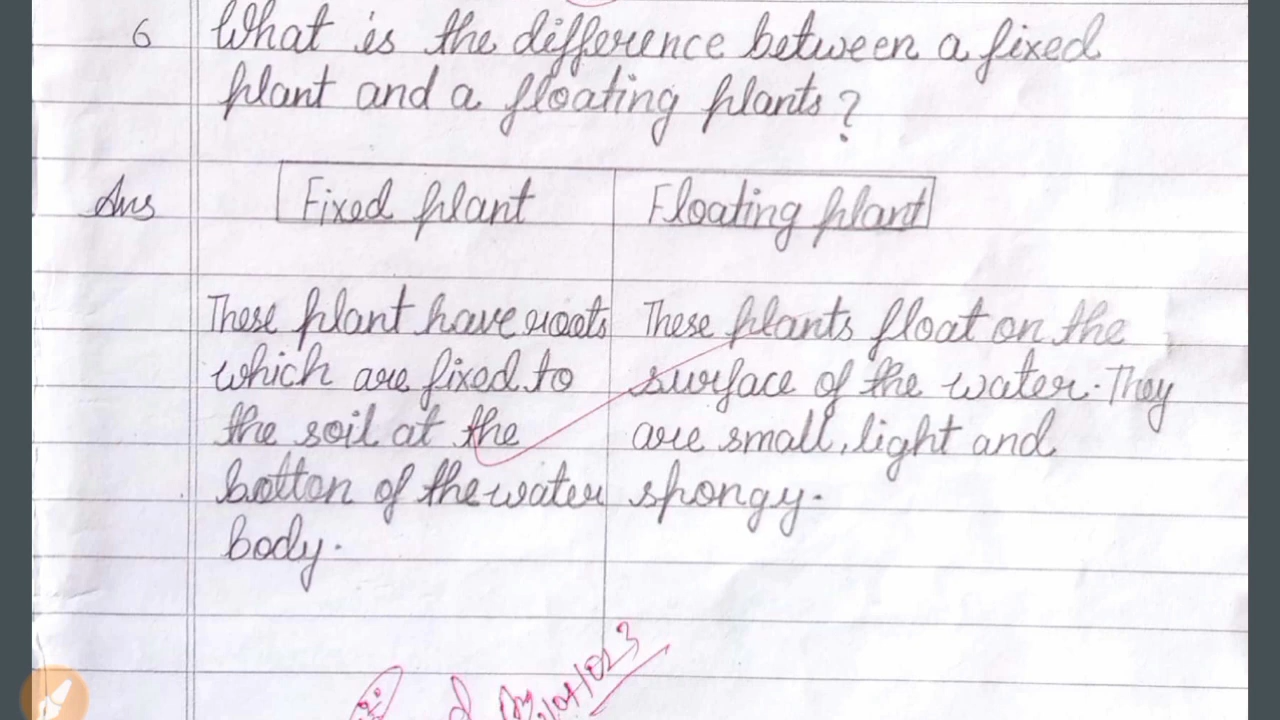 6 What is the difference between a fixed
plant and a floating plants?
Ans Fixed plant Floating plant
These plant have roots
which are fixed to
the soil at the
botton of the water
body.
These plants float on the
surface of the water. They
are small, light and
spongy.